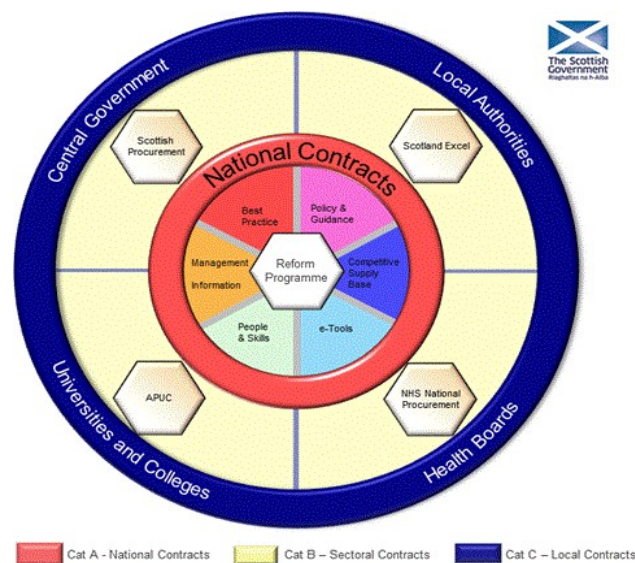 The Scottish
Government
Riaghaltas na h-Alba
Central Government
Local Authorities
Scottish
Procurement
Scotland Excel
National Contracts
Best
Practice
Policy &
Guidance
Management
Information
Reform
Programme
Competitive
Supply
Base
People
& Skills
e-Tools
APUC
NHS National
Procurement
Universities and Colleges
Health Boards
Cat A - National Contracts
Cat B – Sectoral Contracts
Cat C – Local Contracts